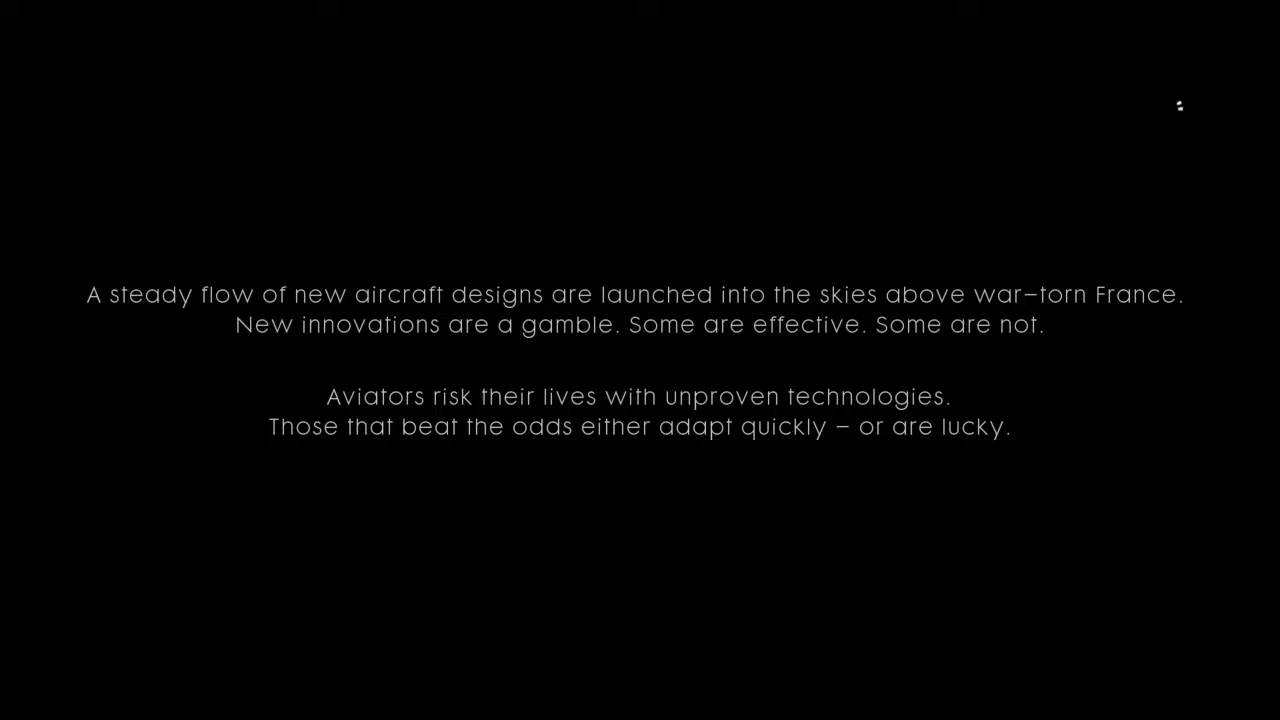 A steady flow of new aircraft designs are launched into the skies above war–torn France.
New innovations are a gamble. Some are effective. Some are not.
Aviators risk their lives with unproven technologies.
Those that beat the odds either adapt quickly – or are lucky.